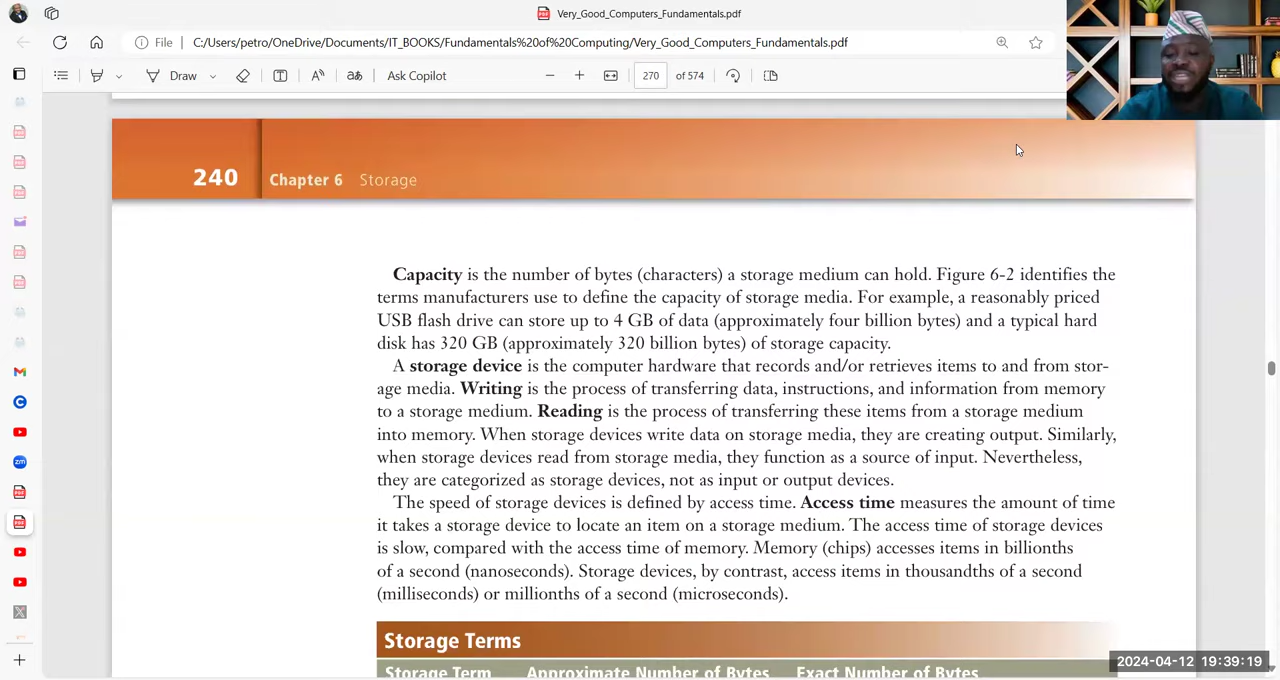 Very_Good_Computers_Fundamentals.pdf
File
C:/Users/petro/OneDrive/Documents/IT_BOOKS/Fundamentals%20of%20Computing/Very_Good_Computers_Fundamentals.pdf
Draw
Ask Copilot
270 of 574
240 Chapter 6 Storage
Capacity is the number of bytes (characters) a storage medium can hold. Figure 6-2 identifies the
terms manufacturers use to define the capacity of storage media. For example, a reasonably priced
USB flash drive can store up to 4 GB of data (approximately four billion bytes) and a typical hard
disk has 320 GB (approximately 320 billion bytes) of storage capacity.
A storage device is the computer hardware that records and/or retrieves items to and from stor-
age media. Writing is the process of transferring data, instructions, and information from memory
to a storage medium. Reading is the process of transferring these items from a storage medium
into memory. When storage devices write data on storage media, they are creating output. Similarly,
when storage devices read from storage media, they function as a source of input. Nevertheless,
they are categorized as storage devices, not as input or output devices.
The speed of storage devices is defined by access time. Access time measures the amount of time
it takes a storage device to locate an item on a storage medium. The access time of storage devices
is slow, compared with the access time of memory. Memory (chips) accesses items in billionths
of a second (nanoseconds). Storage devices, by contrast, access items in thousandths of a second
(milliseconds) or millionths of a second (microseconds).
Storage Terms
Storage Term Approximate Number of Bytes Exact Number of Bytes
2024-04-12 19:39:19